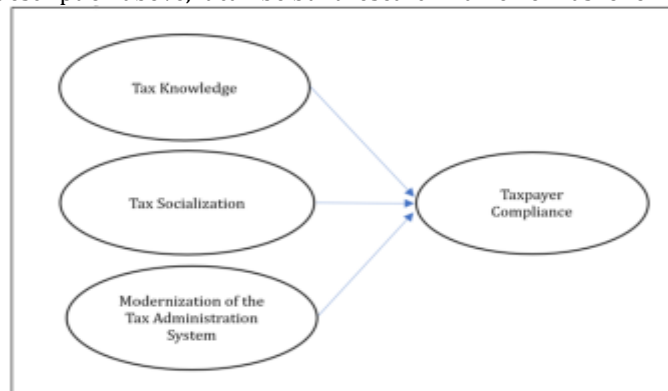 Tax Knowledge
Tax Socialization
Modernization of the
Tax Administration
System
Taxpayer
Compliance